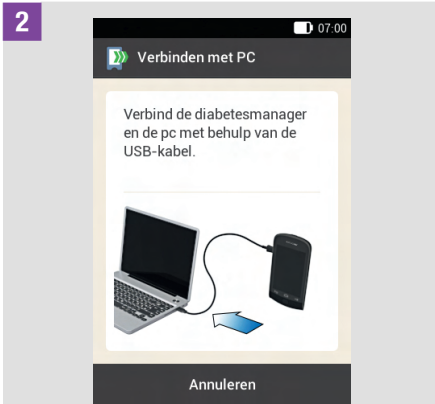 2
07:00
Verbinden met PC
Verbind de diabetesmanager
en de pc met behulp van de
USB-kabel.
Annuleren